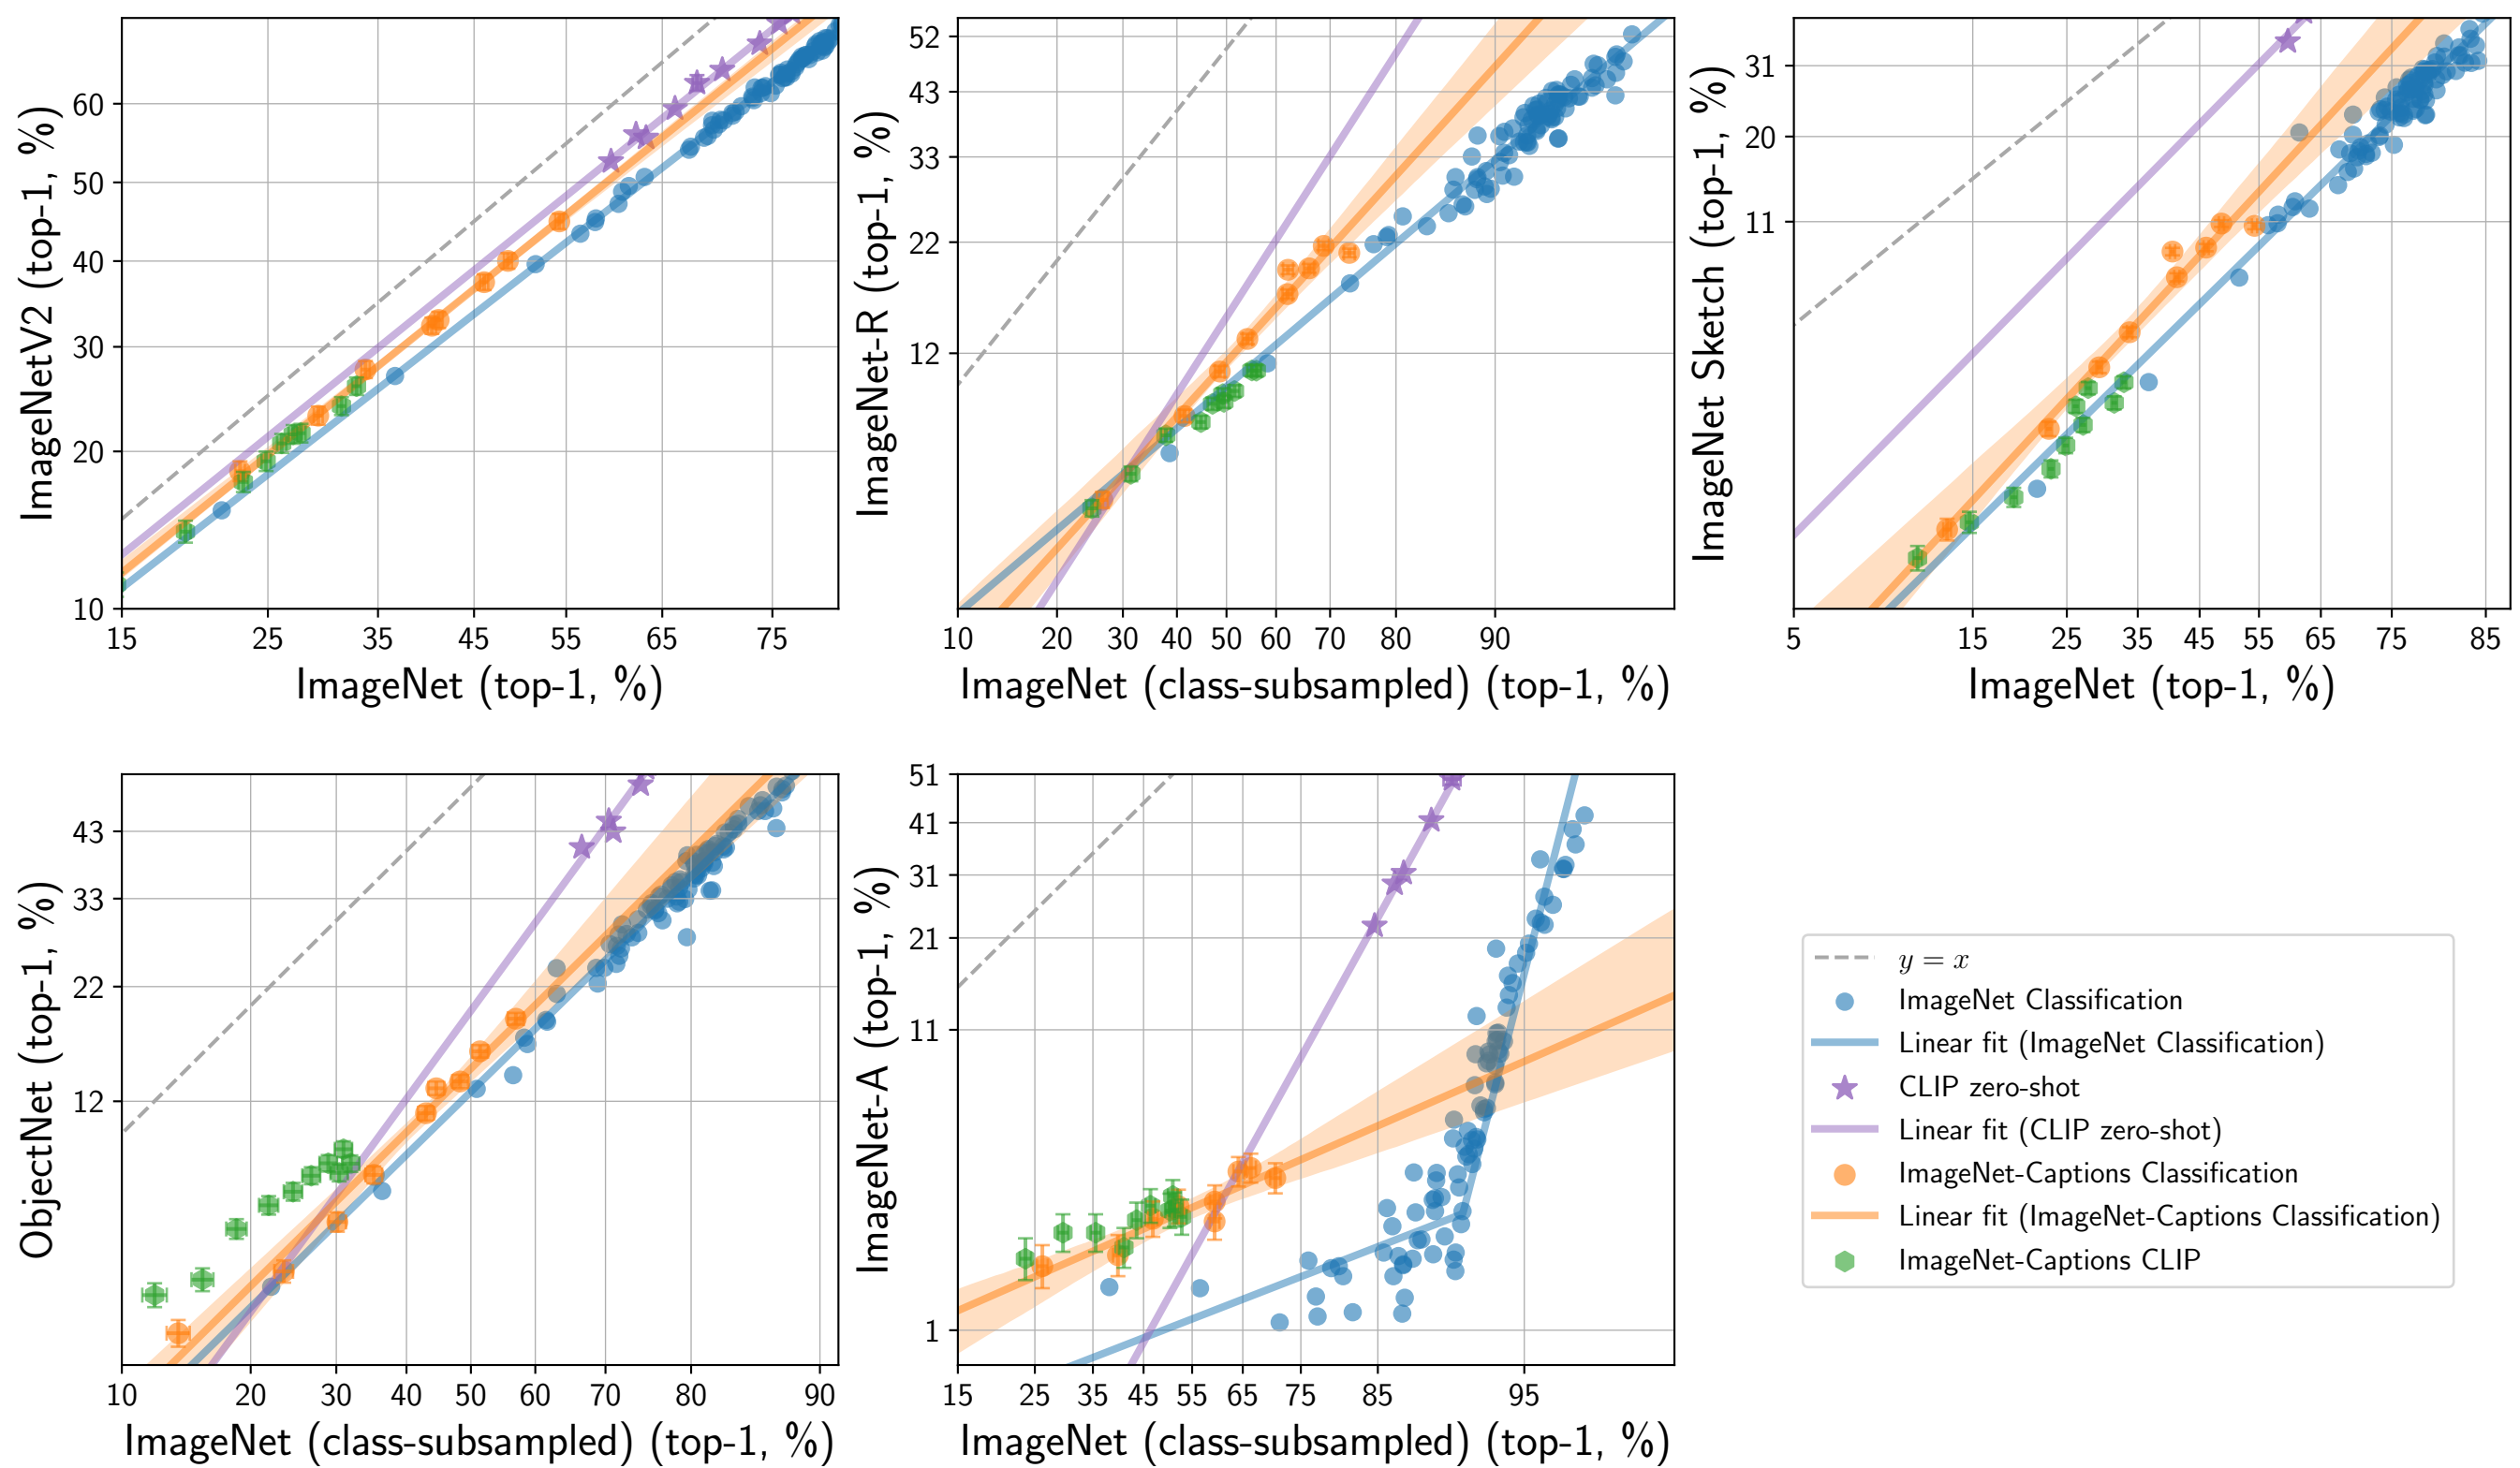 ImageNetV2 (top-1, %)
60
50
40
30
20
10
15 25 35 45 55 65 75
ImageNet (top-1, %)
ImageNet-R (top-1, %)
52
43
33
22
12
10 20 30 40 50 60 70 80 90
ImageNet (class-subsampled) (top-1, %)
ImageNet Sketch (top-1, %)
31
20
11
5 15 25 35 45 55 65 75 85
ImageNet (top-1, %)
ObjectNet (top-1, %)
43
33
22
12
10 20 30 40 50 60 70 80 90
ImageNet (class-subsampled) (top-1, %)
ImageNet-A (top-1, %)
51
41
31
21
11
1
15 25 35 45 55 65 75 85 95
ImageNet (class-subsampled) (top-1, %)
y = x
ImageNet Classification
Linear fit (ImageNet Classification)
CLIP zero-shot
Linear fit (CLIP zero-shot)
ImageNet-Captions Classification
Linear fit (ImageNet-Captions Classification)
ImageNet-Captions CLIP